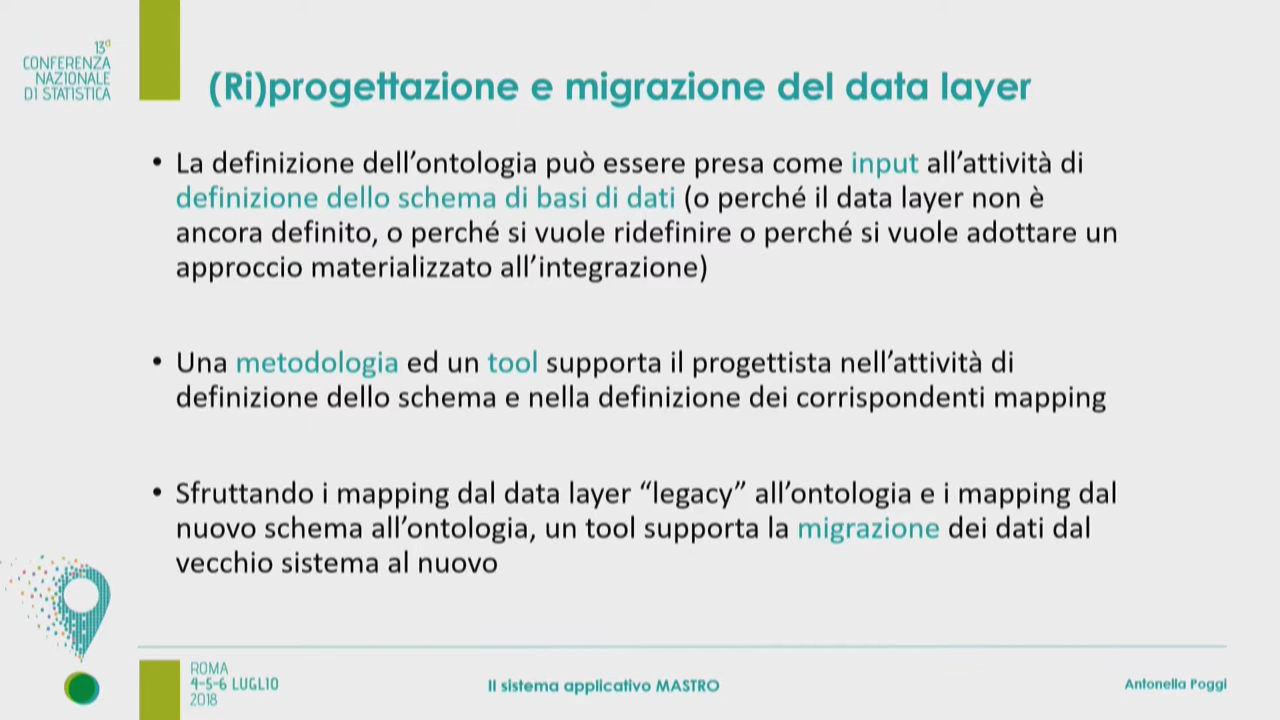 13ª
CONFERENZA
NAZIONALE
DI STATISTICA
(Ri)progettazione e migrazione del data layer
• La definizione dell'ontologia può essere presa come input all'attività di
definizione dello schema di basi di dati (o perché il data layer non è
ancora definito, o perché si vuole ridefinire o perché si vuole adottare un
approccio materializzato all'integrazione)
• Una metodologia ed un tool supporta il progettista nell'attività di
definizione dello schema e nella definizione dei corrispondenti mapping
• Sfruttando i mapping dal data layer “legacy” all'ontologia e i mapping dal
nuovo schema all'ontologia, un tool supporta la migrazione dei dati dal
vecchio sistema al nuovo
ROMA
4-5-6 LUGLIO
2018
Il sistema applicativo MASTRO
Antonella Poggi